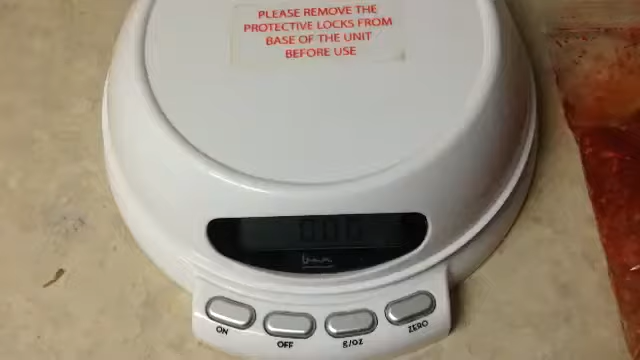 PLEASE REMOVE THE
PROTECTIVE LOCKS FROM
BASE OF THE UNIT
BEFORE USE
ON
OFF
g/oz
ZERO